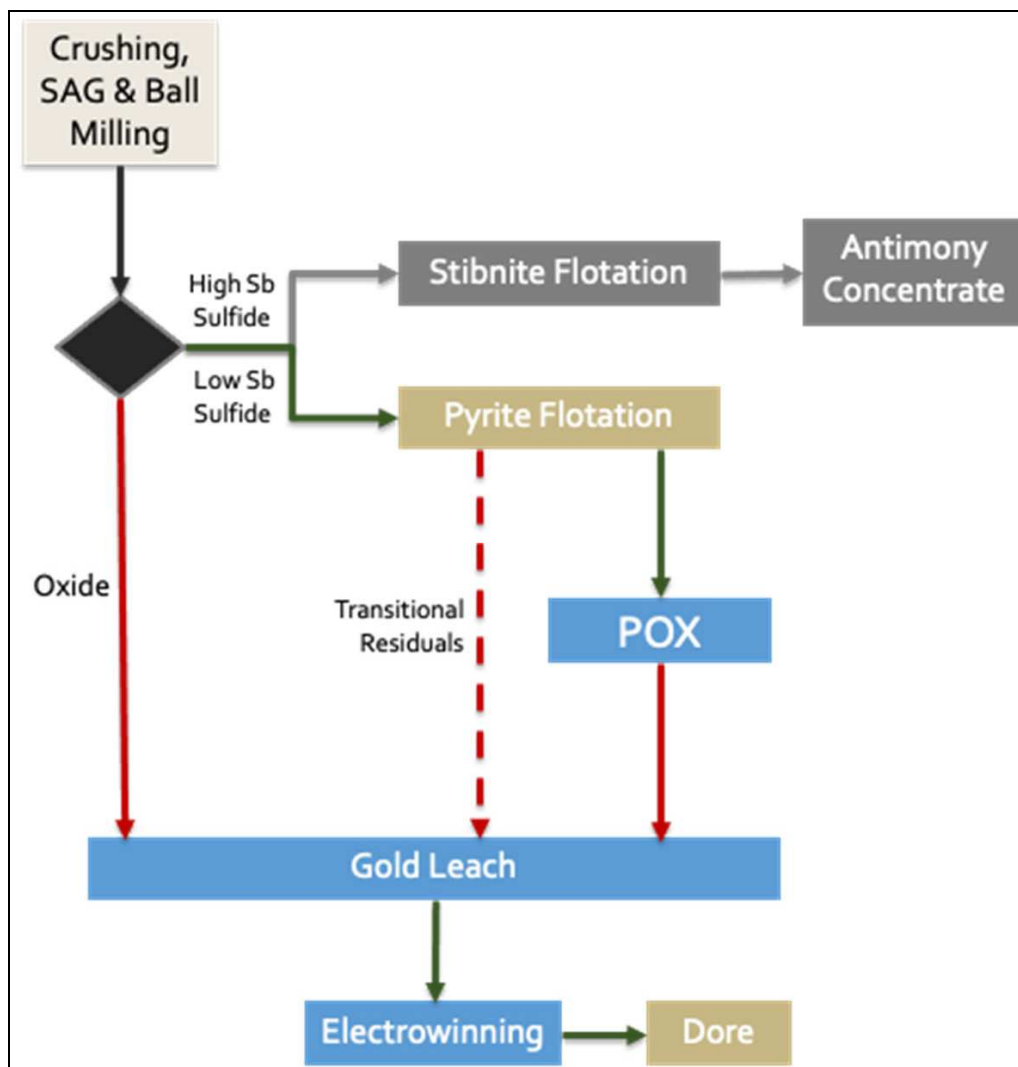 Crushing,
SAG & Ball
Milling
High Sb
Sulfide
Low Sb
Sulfide
Stibnite Flotation
Antimony
Concentrate
Pyrite Flotation
Oxide
Transitional
Residuals
POX
Gold Leach
Electrowinning
Dore